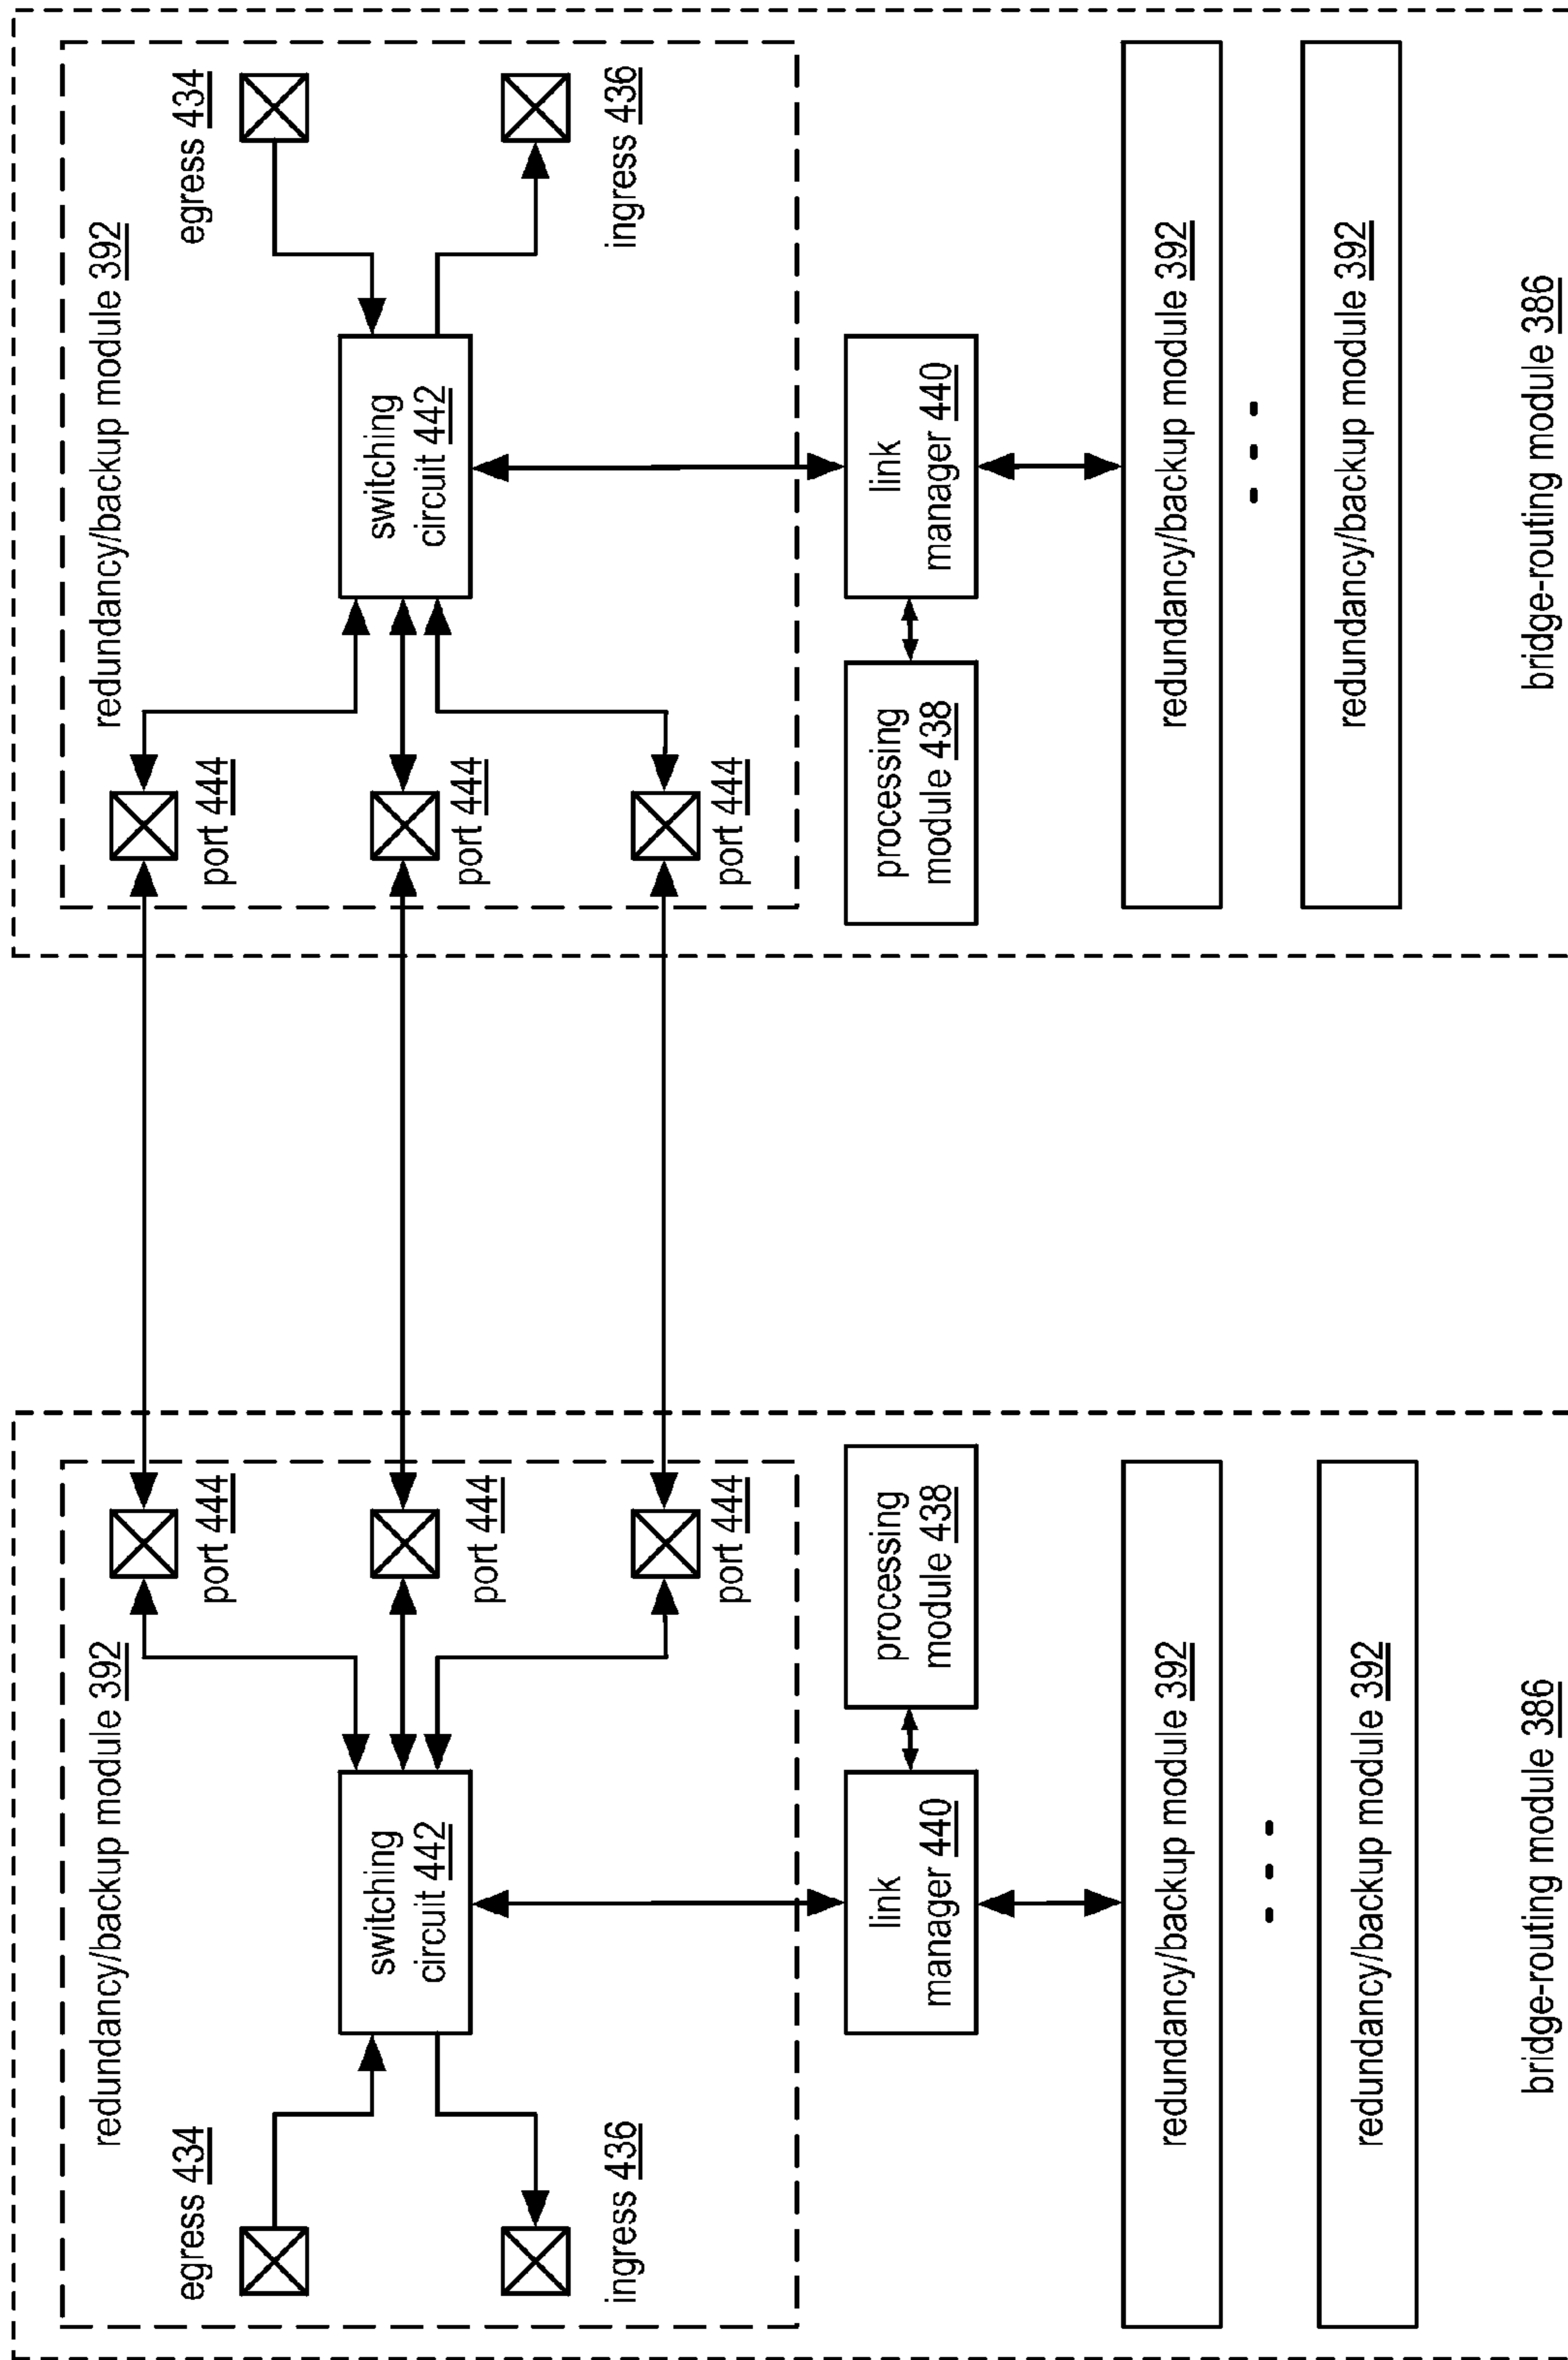 redundancy/backup module 392
egress 434
ingress 436
switching
circuit 442
port 444
port 444
port 444
link
manager 440
processing
module 438
redundancy/backup module 392
redundancy/backup module 392
bridge-routing module 386
redundancy/backup module 392
port 444
port 444
port 444
switching
circuit 442
egress 434
ingress 436
processing
module 438
link
manager 440
redundancy/backup module 392
redundancy/backup module 392
bridge-routing module 386